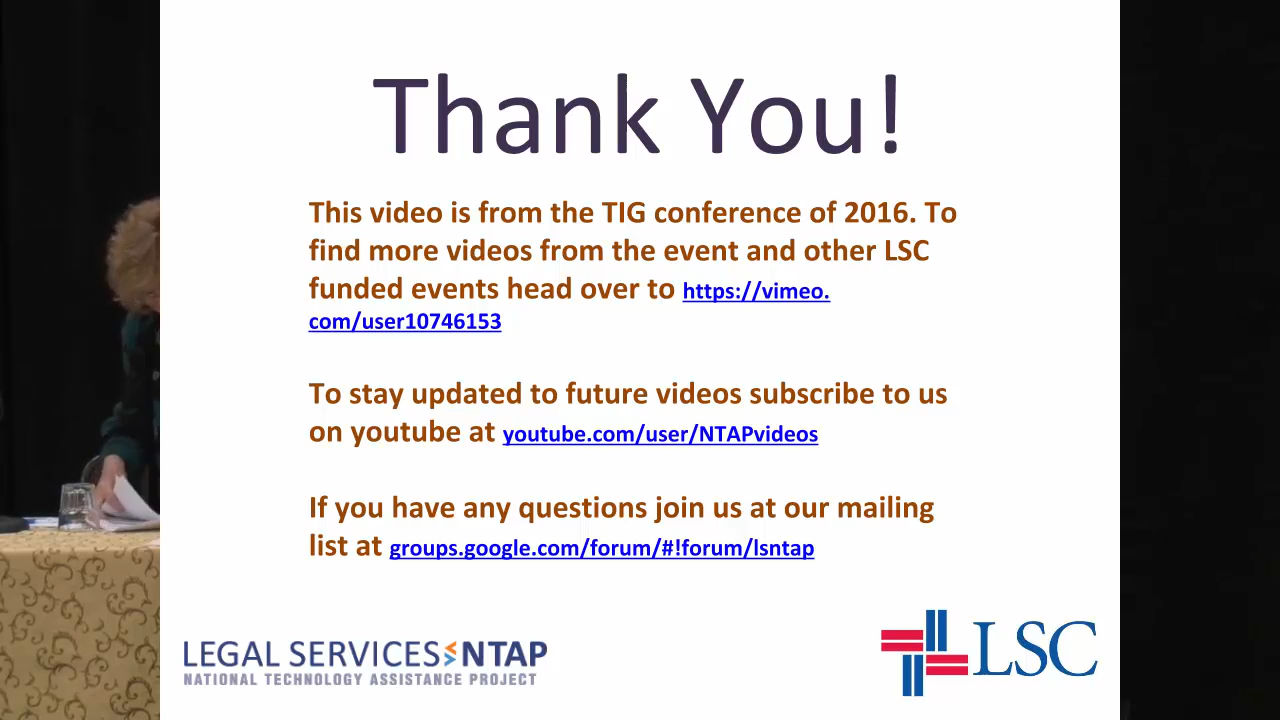 Thank You!
This video is from the TIG conference of 2016. To
find more videos from the event and other LSC
funded events head over to https://vimeo.
com/user10746153
To stay updated to future videos subscribe to us
on youtube at youtube.com/user/NTAPvideos
If you have any questions join us at our mailing
list at groups.google.com/forum/#!forum/lsntap
LEGAL SERVICES NTAP
NATIONAL TECHNOLOGY ASSISTANCE PROJECT
LSC